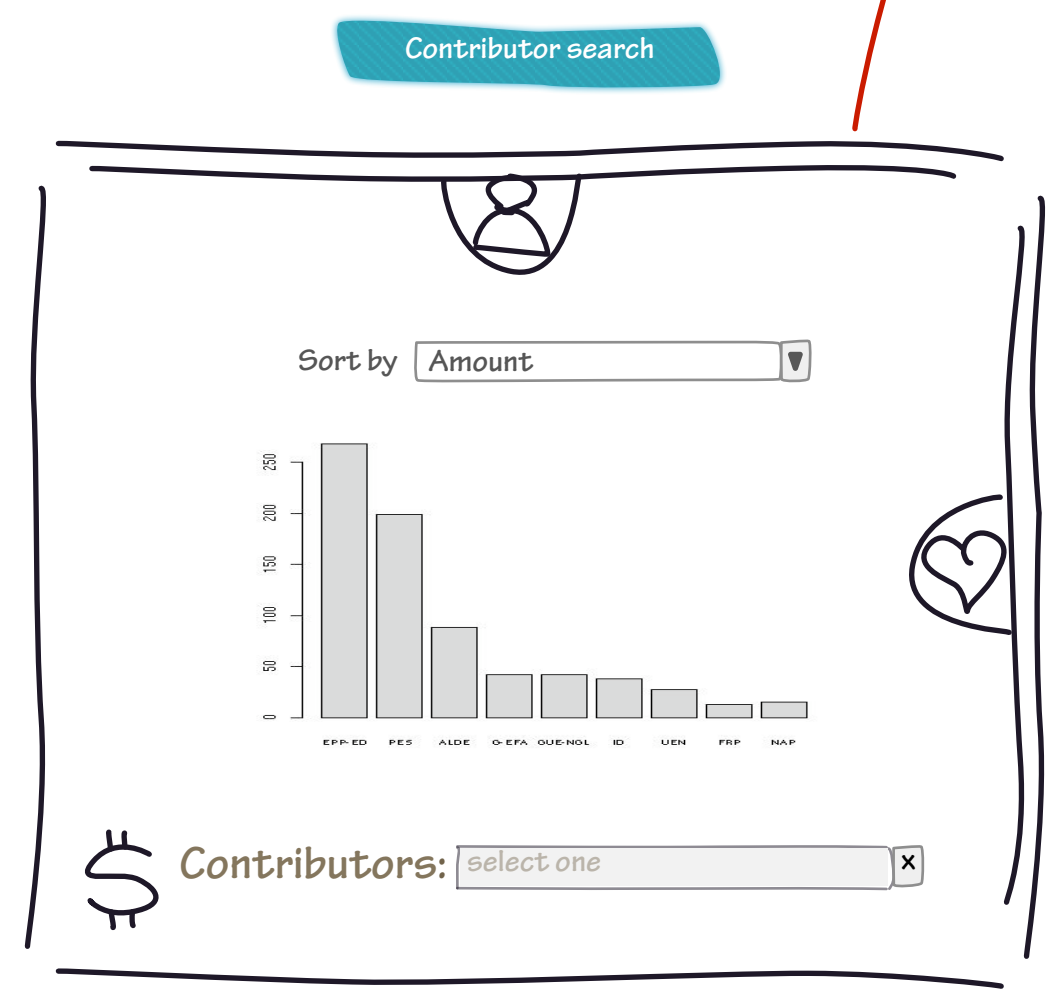 Contributor search
Sort by Amount
250
200
150
100
50
0
EPP-ED PES ALDE G-EFA GUE-NGL ID UEN FRP NAP
$ Contributors: select one X